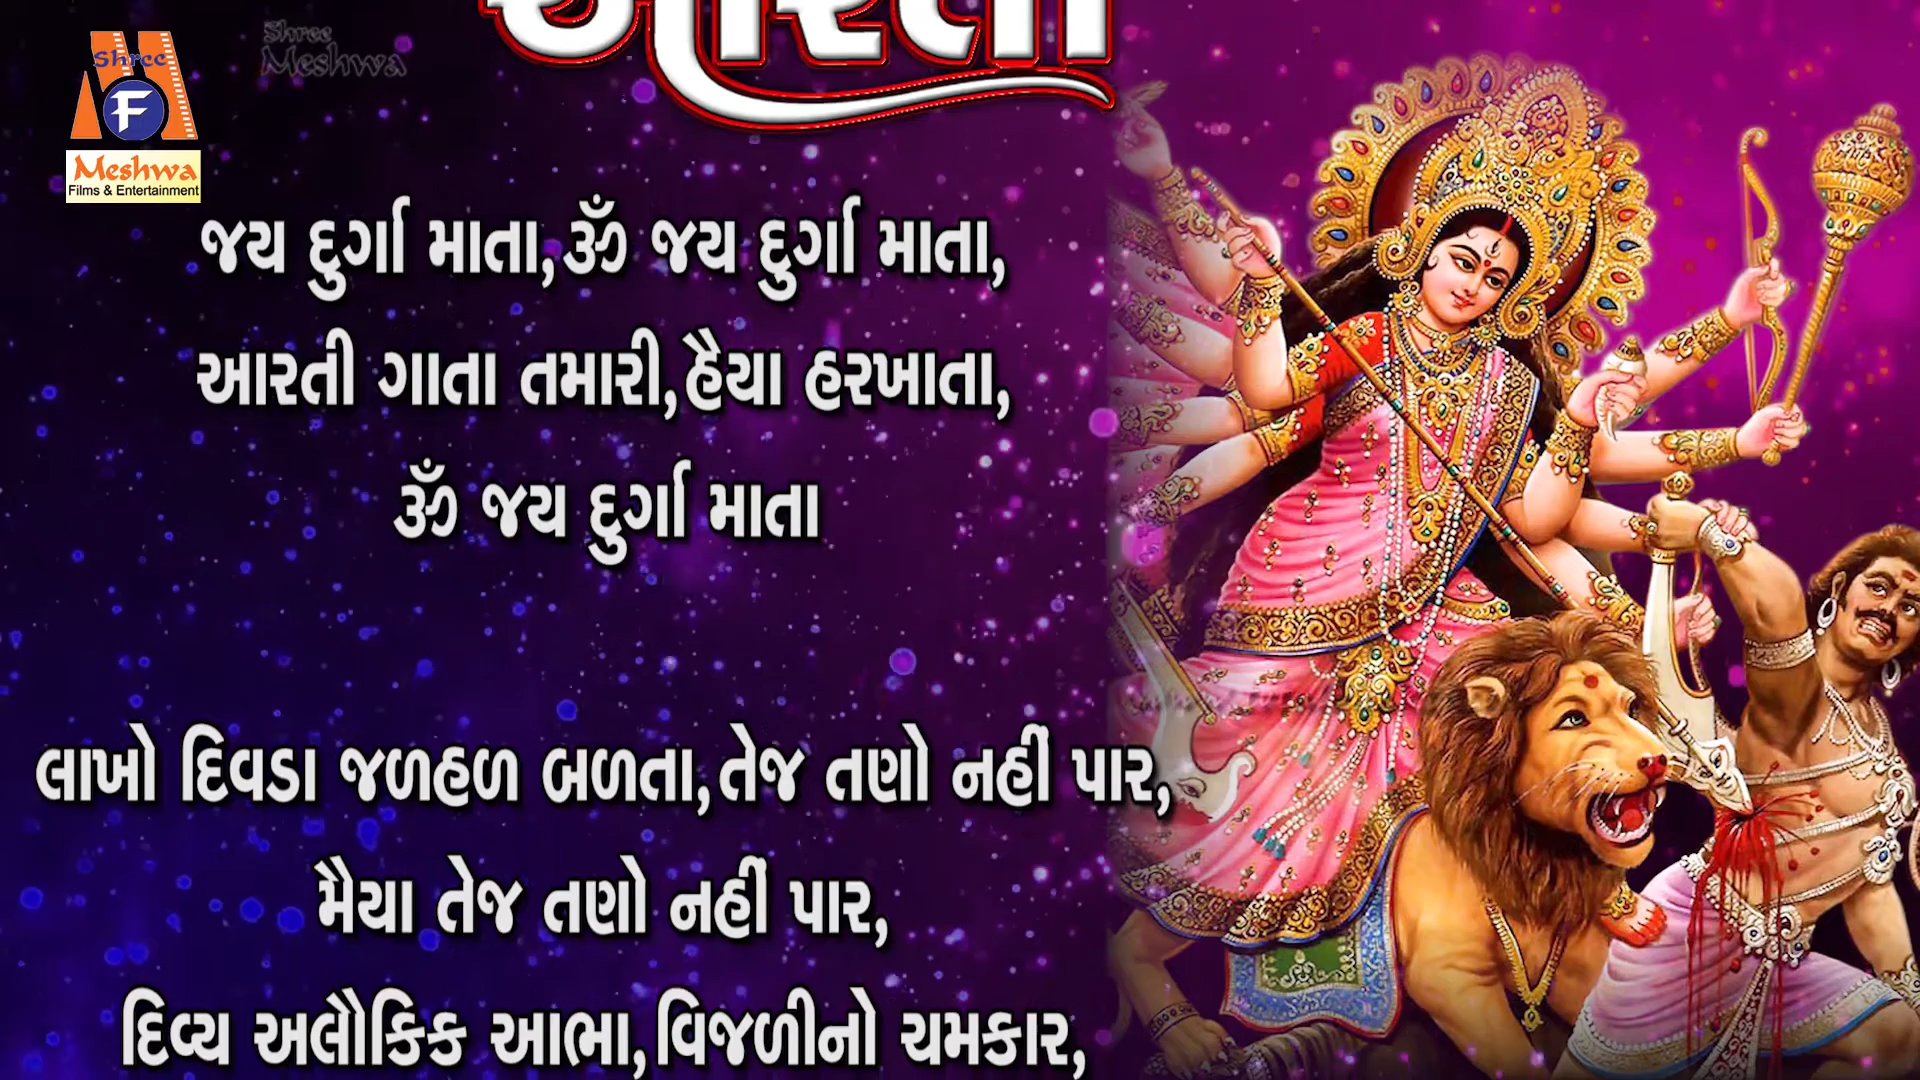 આરતી
Shree
Meshwa
Shree
F
Meshwa
Films & Entertainment
જય દુર્ગા માતા,ૐ જય દુર્ગા માતા,
આરતી ગાતા તમારી,હૈયા હરખાતા,
ૐ જય દુર્ગા માતા
લાખો દિવડા જળહળ બળતા,તેજ તણો નહીં પાર,
મૈયા તેજ તણો નહીં પાર,
દિવ્ય અલૌકિક આભા,વિજળીનો ચમકાર,